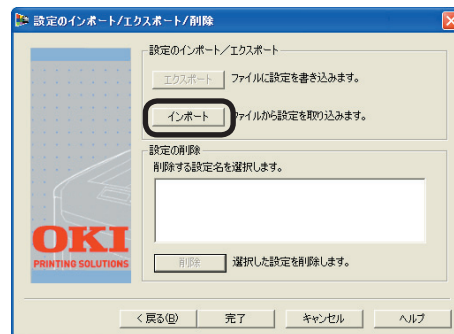 設定のインポート/エクスポート/削除
設定のインポート/エクスポート
エクスポート ファイルに設定を書き込みます。
インポート ファイルから設定を取り込みます。
設定の削除
削除する設定名を選択します。
OKI
PRINTING SOLUTIONS
削除 選択した設定を削除します。
< 戻る(B) 完了 キャンセル ヘルプ